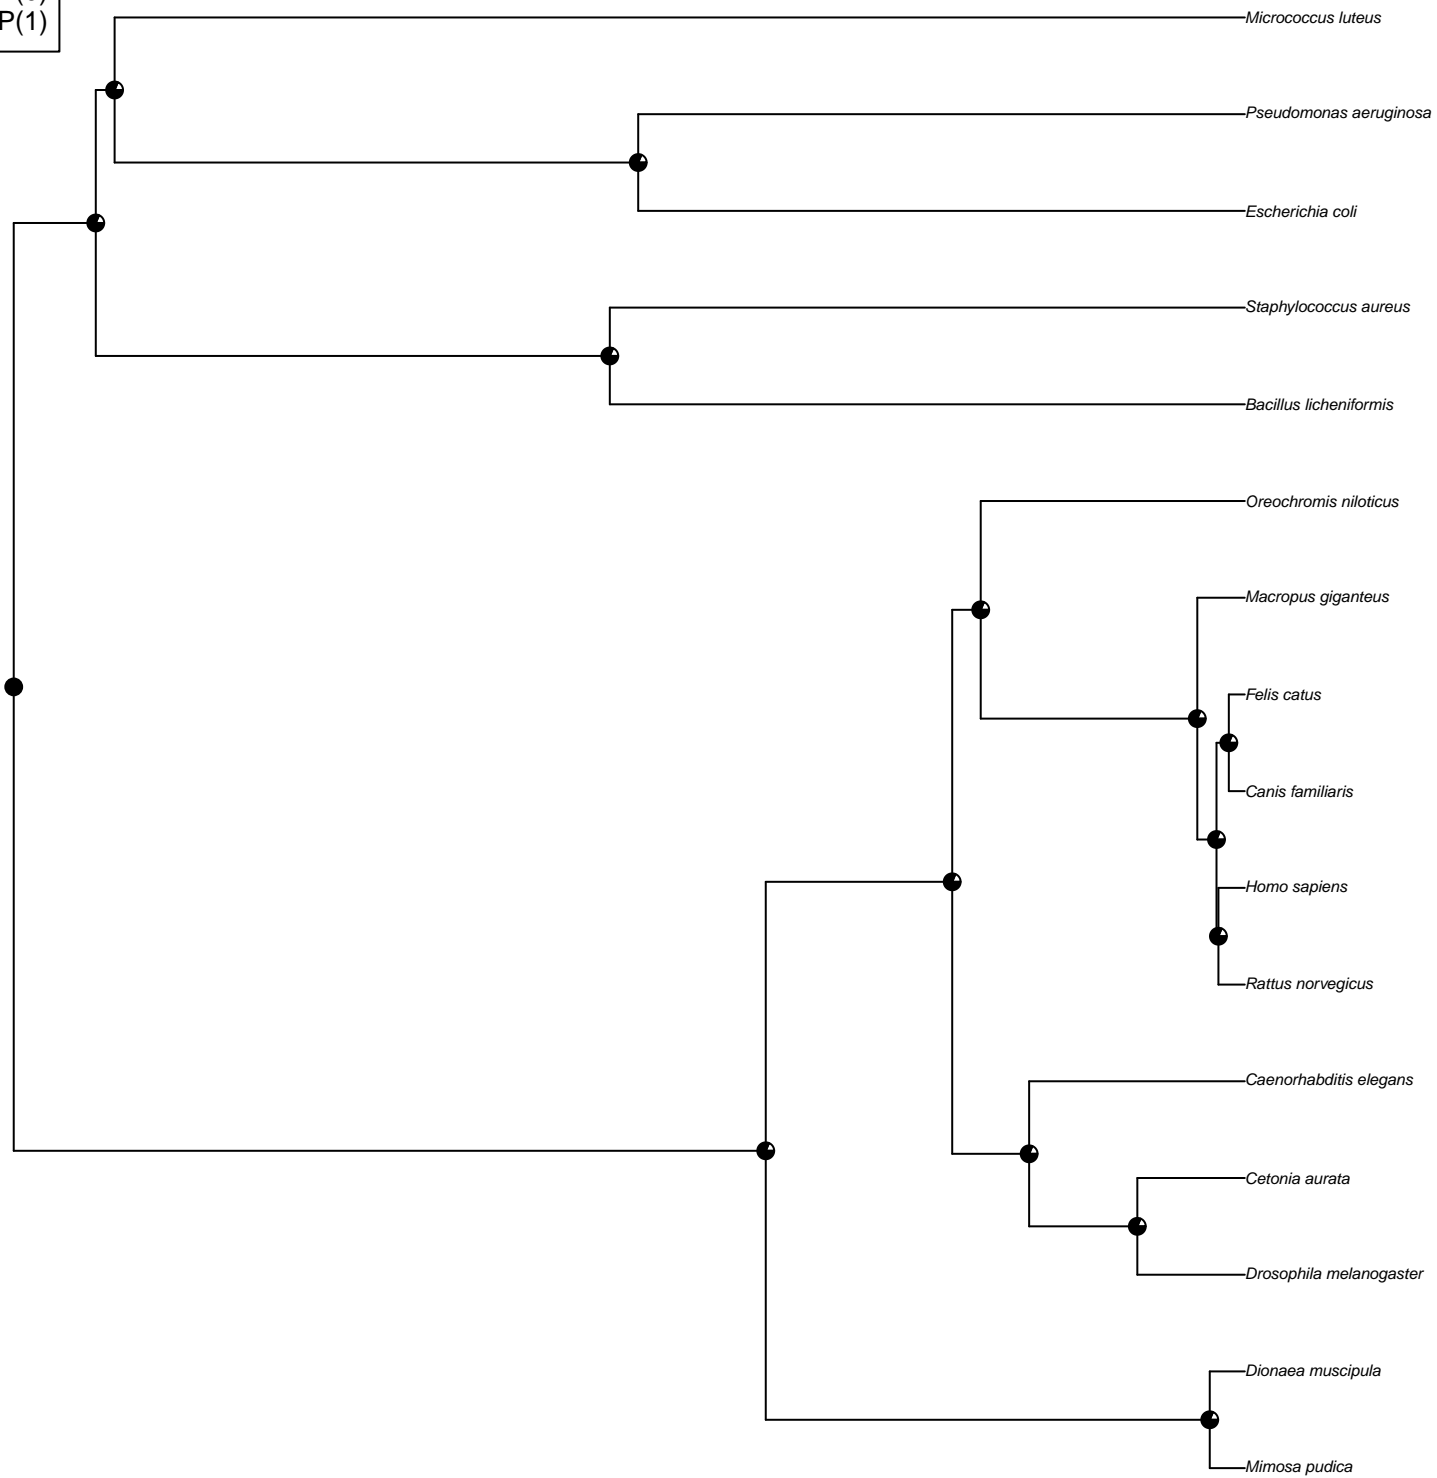 P(1)
Micrococcus luteus
Pseudomonas aeruginosa
Escherichia coli
Staphylococcus aureus
Bacillus licheniformis
Oreochromis niloticus
Macropus giganteus
Felis catus
Canis familiaris
Homo sapiens
Rattus norvegicus
Caenorhabditis elegans
Cetonia aurata
Drosophila melanogaster
Dionaea muscipula
Mimosa pudica